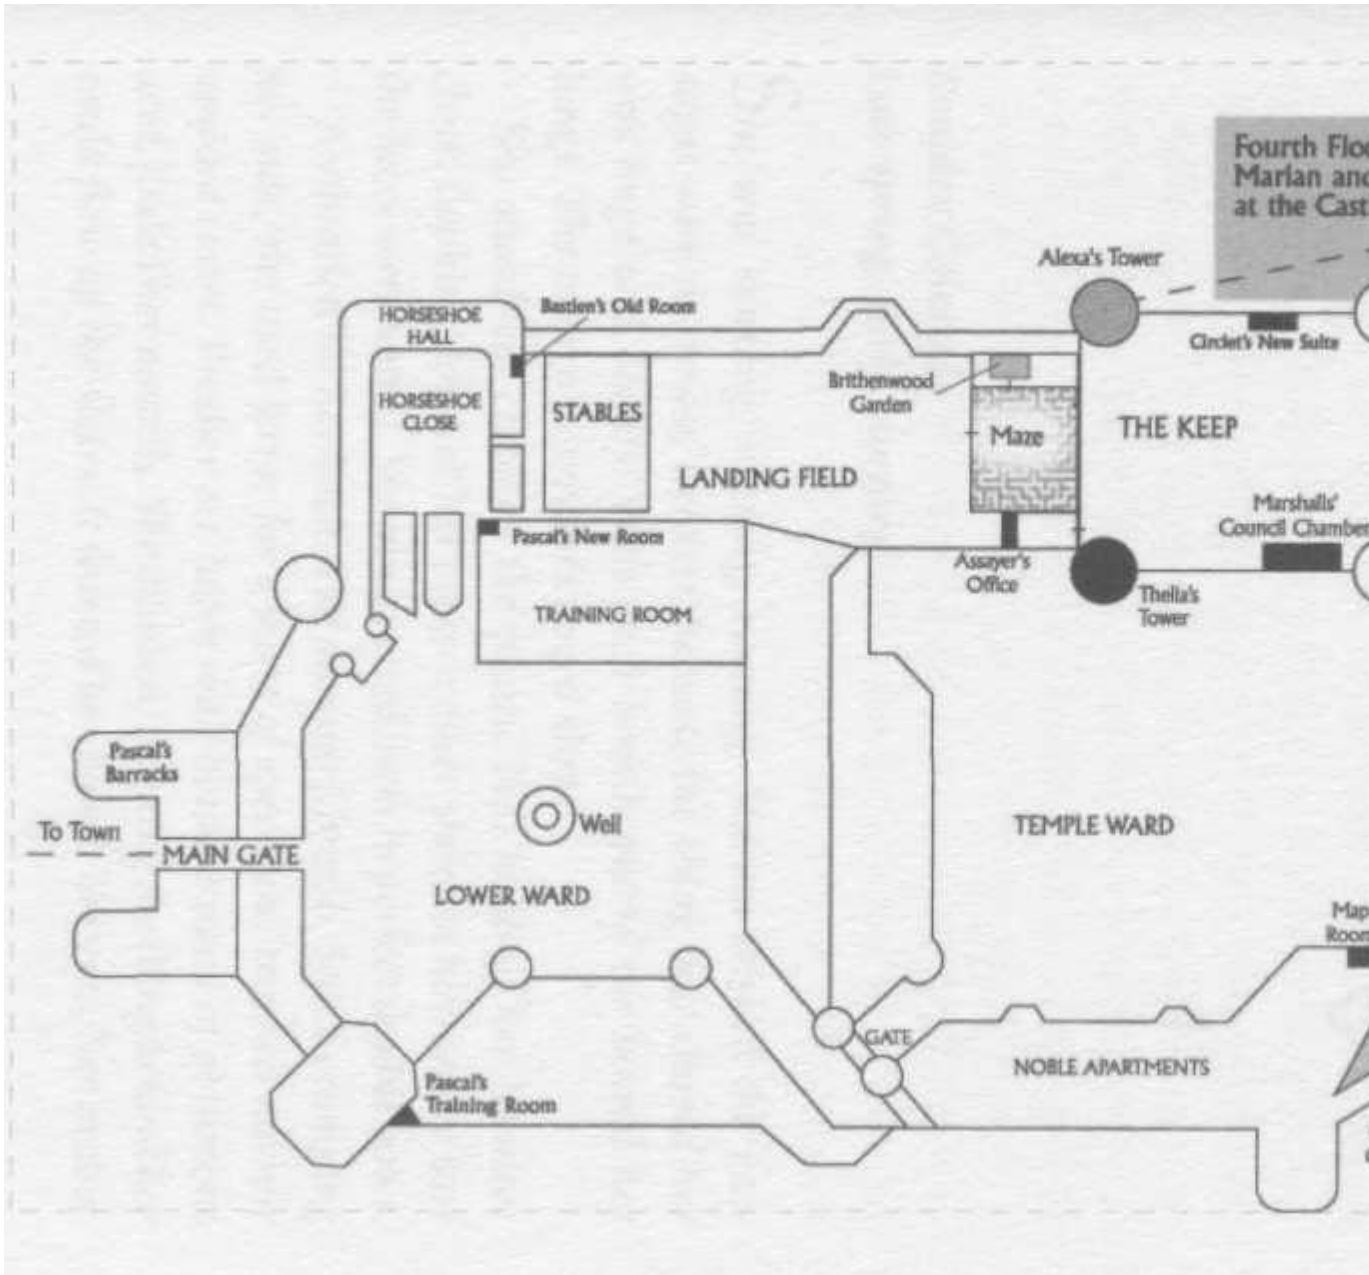 Fourth Floo
Marlan and
at the Cast
Alexa's Tower
HORSESHOE
HALL
Bastien's Old Room
Circlet's New Suite
Brithenwood
Garden
HORSESHOE
CLOSE
STABLES
Maze
THE KEEP
LANDING FIELD
Marshalls'
Council Chamber
Pascal's New Room
Assayer's
Office
Thella's
Tower
TRAINING ROOM
Pascal's
Barracks
To Town
MAIN GATE
Well
TEMPLE WARD
LOWER WARD
Map
Room
GATE
NOBLE APARTMENTS
Pascal's
Training Room